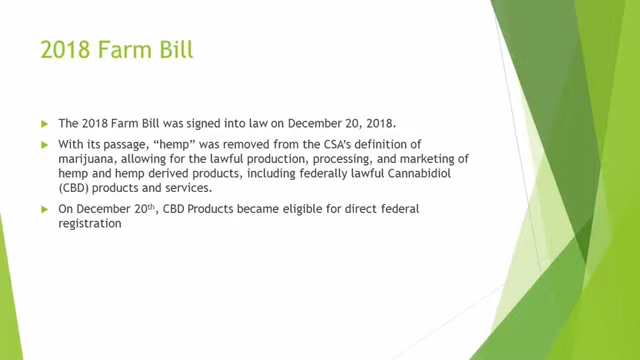 2018 Farm Bill
The 2018 Farm Bill was signed into law on December 20, 2018.
With its passage, “hemp” was removed from the CSA’s definition of
marijuana, allowing for the lawful production, processing, and marketing of
hemp and hemp derived products, including federally lawful Cannabidiol
(CBD) products and services.
On December 20th, CBD Products became eligible for direct federal
registration